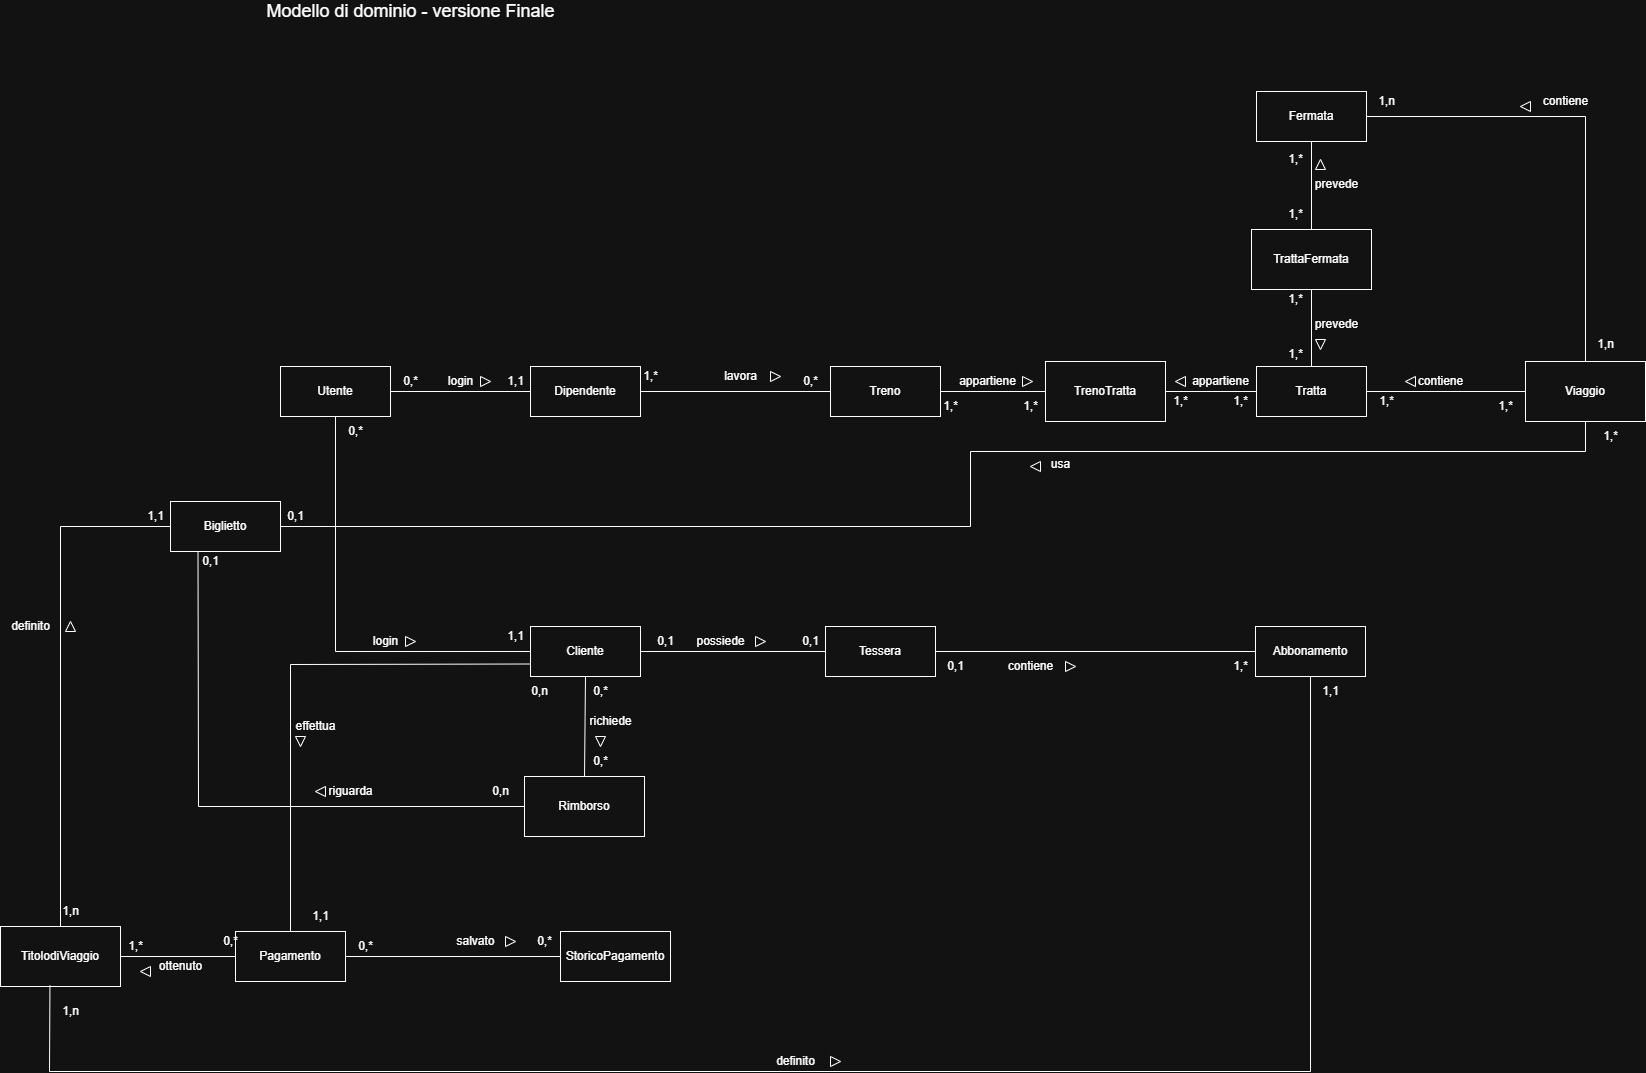 Modello di dominio - versione Finale
Fermata
1,n
contiene
1,*
prevede
1,*
TrattaFermata
1,*
prevede
1,*
1,n
Utente
0,*
login
1,1
Dipendente
1,*
lavora
0,*
Treno
appartiene
1,*
1,*
TrenoTratta
appartiene
1,*
1,*
Tratta
contiene
1,*
1,*
Viaggio
0,*
1,*
usa
1,1
Biglietto
0,1
0,1
definito
login
1,1
Cliente
0,1
possiede
0,1
Tessera
0,1
contiene
1,*
Abbonamento
0,n
0,*
1,1
effettua
richiede
0,*
riguarda
0,n
Rimborso
1,n
1,1
TitolodiViaggio
1,*
ottenuto
0,*
Pagamento
0,*
salvato
0,*
StoricoPagamento
1,n
definito